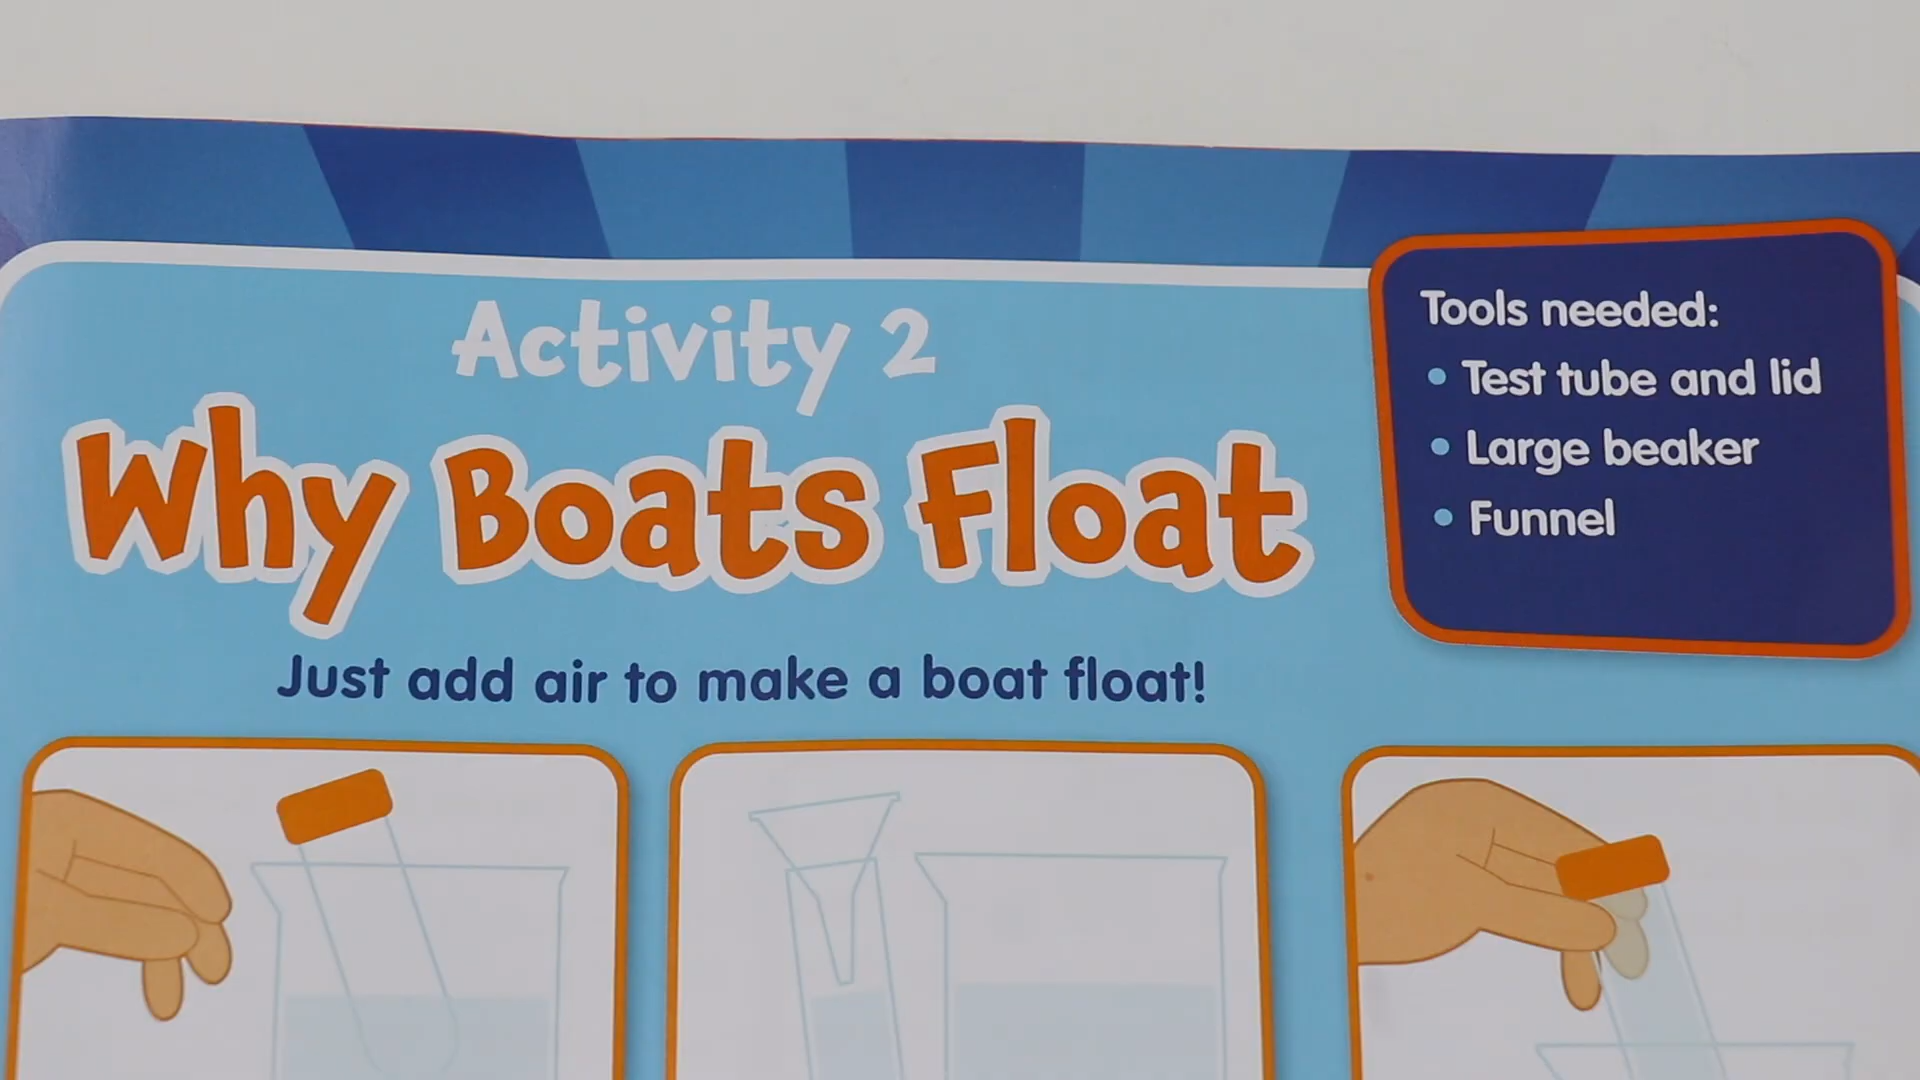 Activity 2
Why Boats Float
Just add air to make a boat float!
Tools needed:
• Test tube and lid
• Large beaker
• Funnel